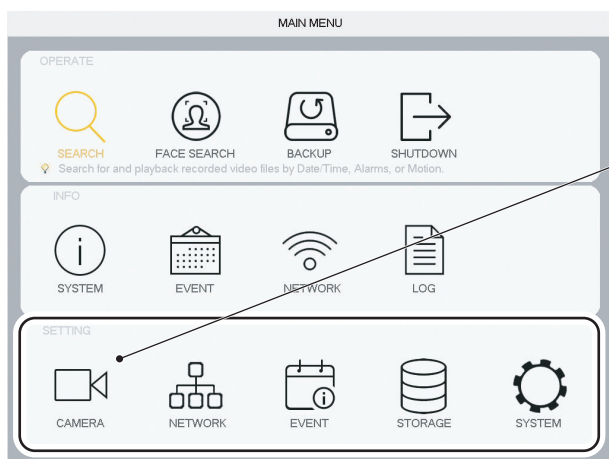 MAIN MENU
OPERATE
SEARCH FACE SEARCH BACKUP SHUTDOWN
Search for and playback recorded video files by Date/Time, Alarms, or Motion.
INFO
SYSTEM EVENT NETWORK LOG
SETTING
CAMERA NETWORK EVENT STORAGE SYSTEM